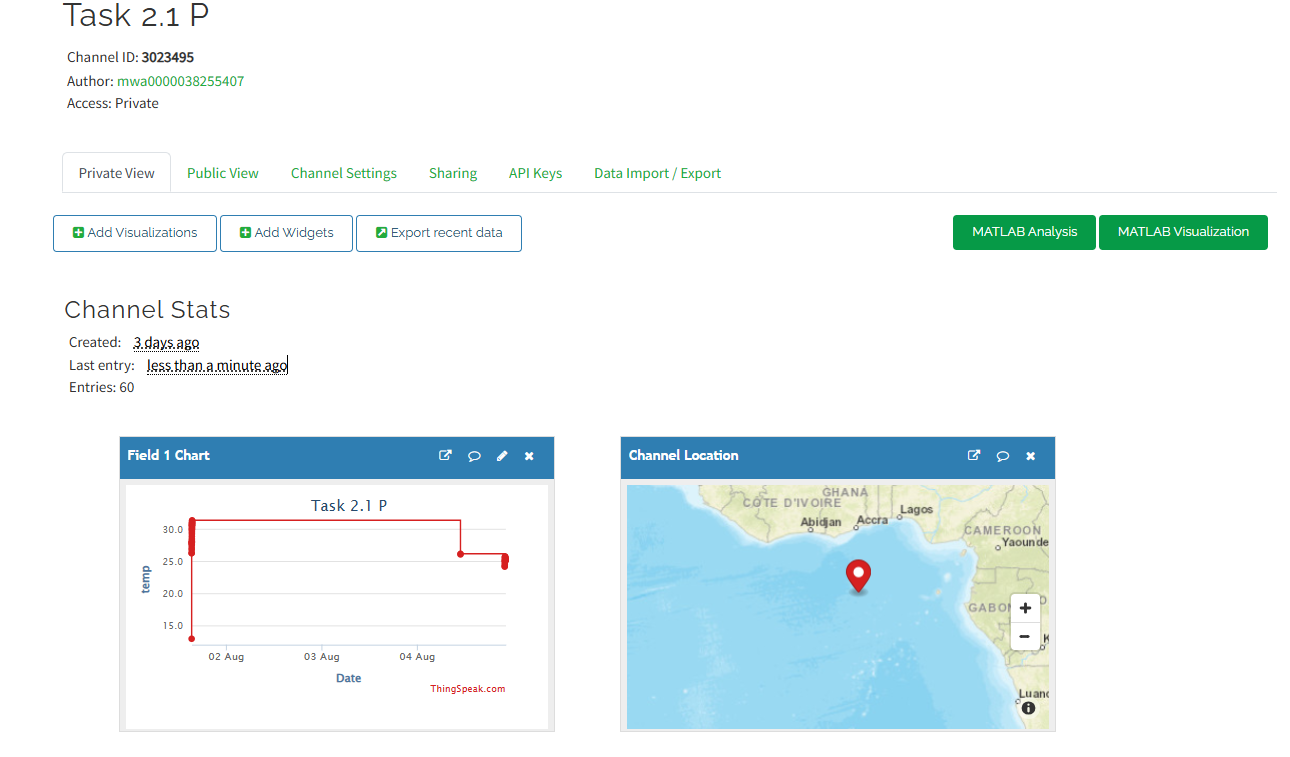 Task 2.1 P
Channel ID: 3023495
Author: mwa0000038255407
Access: Private
Private View Public View Channel Settings Sharing API Keys Data Import / Export
Add Visualizations Add Widgets Export recent data MATLAB Analysis MATLAB Visualization
Channel Stats
Created: 3 days ago
Last entry: less than a minute ago
Entries: 60
Field 1 Chart
Task 2.1 P
30.0
25.0
20.0
15.0
temp
02 Aug 03 Aug 04 Aug
Date
ThingSpeak.com
Channel Location
GHANA
CÔTE D'IVOIRE
Lagos
Abidjan Accra
CAMEROON
Yaounde
GABO
Luan